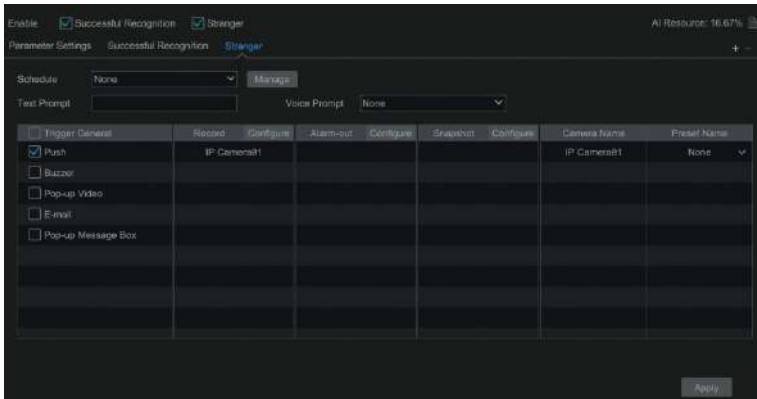 Enable Successful Recognition Stranger AI Resource: 16.67%
Parameter Settings Successful Recognition Stranger
Schedule None Manage
Text Prompt Voice Prompt None
Trigger General Record Configure Alarm-out Configure Snapshot Configure Camera Name Preset Name
Push IP Camera01 IP Camera01 None
Buzzer
Pop-up Video
E-mail
Pop-up Message Box
Apply